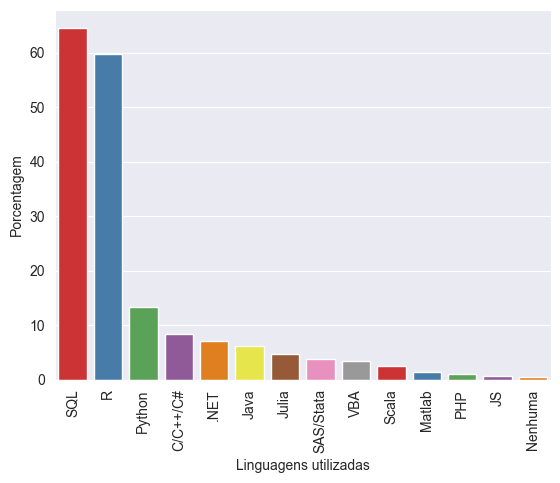 Porcentagem
60
50
40
30
20
10
0
SQL
R
Python
C/C++/C#
.NET
Java
Julia
SAS/Stata
VBA
Scala
Matlab
PHP
JS
Nenhuma
Linguagens utilizadas